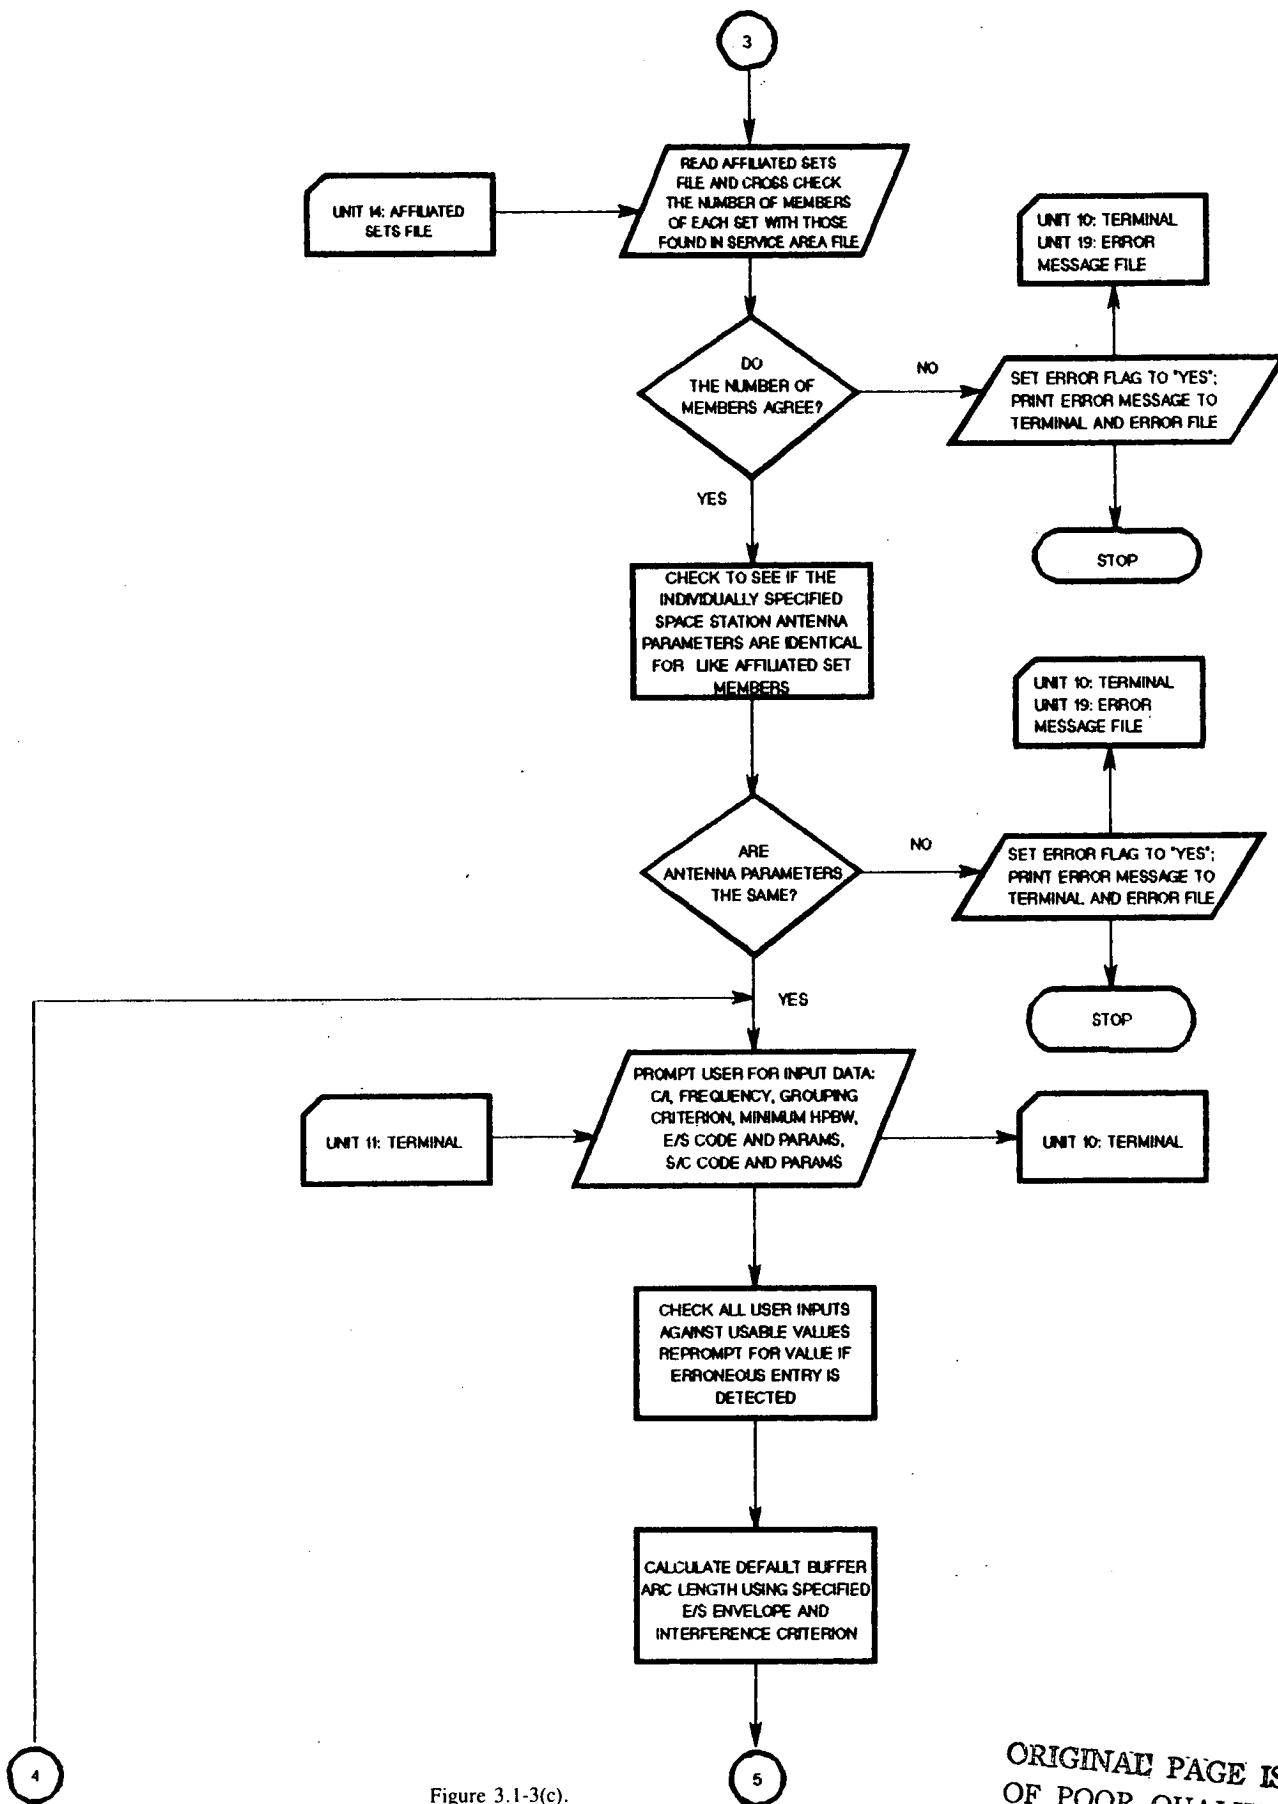 3
READ AFFILIATED SETS
FILE AND CROSS CHECK
THE NUMBER OF MEMBERS
OF EACH SET WITH THOSE
FOUND IN SERVICE AREA FILE
UNIT 14: AFFILIATED
SETS FILE
UNIT 10: TERMINAL
UNIT 19: ERROR
MESSAGE FILE
DO
THE NUMBER OF
MEMBERS AGREE?
NO
SET ERROR FLAG TO "YES";
PRINT ERROR MESSAGE TO
TERMINAL AND ERROR FILE
YES
STOP
CHECK TO SEE IF THE
INDIVIDUALLY SPECIFIED
SPACE STATION ANTENNA
PARAMETERS ARE IDENTICAL
FOR LIKE AFFILIATED SET
MEMBERS
UNIT 10: TERMINAL
UNIT 19: ERROR
MESSAGE FILE
ARE
ANTENNA PARAMETERS
THE SAME?
NO
SET ERROR FLAG TO "YES";
PRINT ERROR MESSAGE TO
TERMINAL AND ERROR FILE
YES
STOP
PROMPT USER FOR INPUT DATA:
C/I, FREQUENCY, GROUPING
CRITERION, MINIMUM HPBW,
E/S CODE AND PARAMS,
S/C CODE AND PARAMS
UNIT 11: TERMINAL
UNIT 10: TERMINAL
CHECK ALL USER INPUTS
AGAINST USABLE VALUES
REPROMPT FOR VALUE IF
ERRONEOUS ENTRY IS
DETECTED
CALCULATE DEFAULT BUFFER
ARC LENGTH USING SPECIFIED
E/S ENVELOPE AND
INTERFERENCE CRITERION
4
5
Figure 3.1-3(c).
ORIGINAL PAGE IS
OF POOR